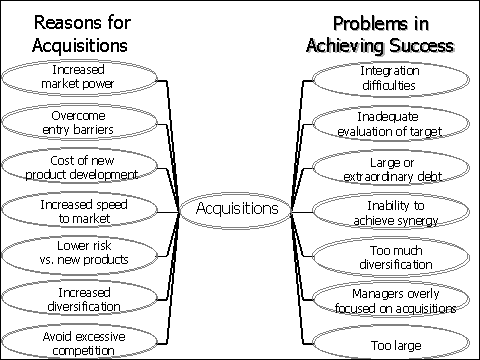 Reasons for
Acquisitions
Increased
market power
Overcome
entry barriers
Cost of new
product development
Increased speed
to market
Lower risk
vs. new products
Increased
diversification
Avoid excessive
competition
Acquisitions
Problems in
Achieving Success
Integration
difficulties
Inadequate
evaluation of target
Large or
extraordinary debt
Inability to
achieve synergy
Too much
diversification
Managers overly
focused on acquisitions
Too large